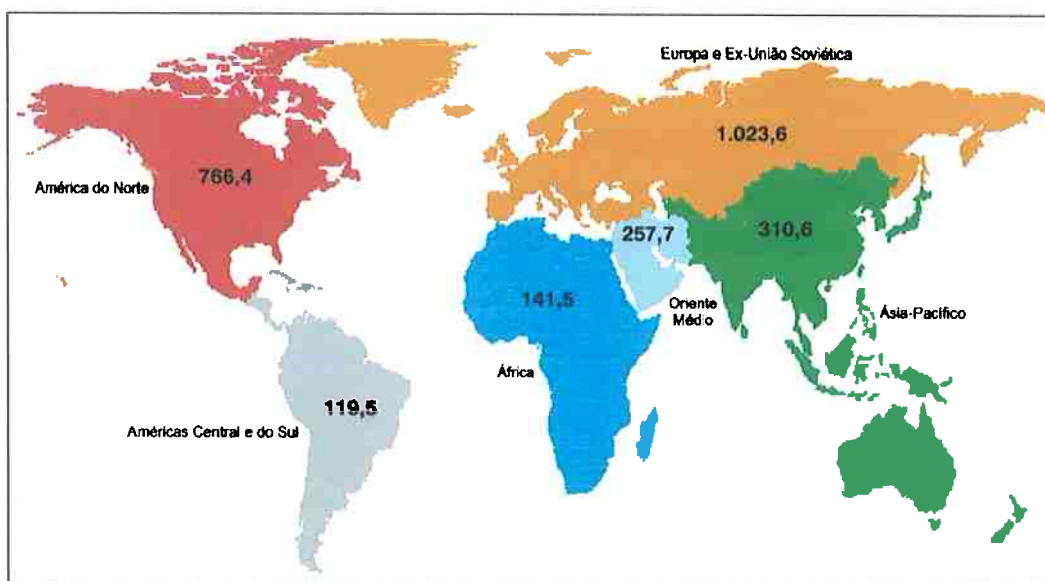 Europa e Ex-União Soviética
1.023,6
766,4
América do Norte
257,7
310,6
141,5
Oriente
Médio
Ásia-Pacífico
África
119,5
Américas Central e do Sul